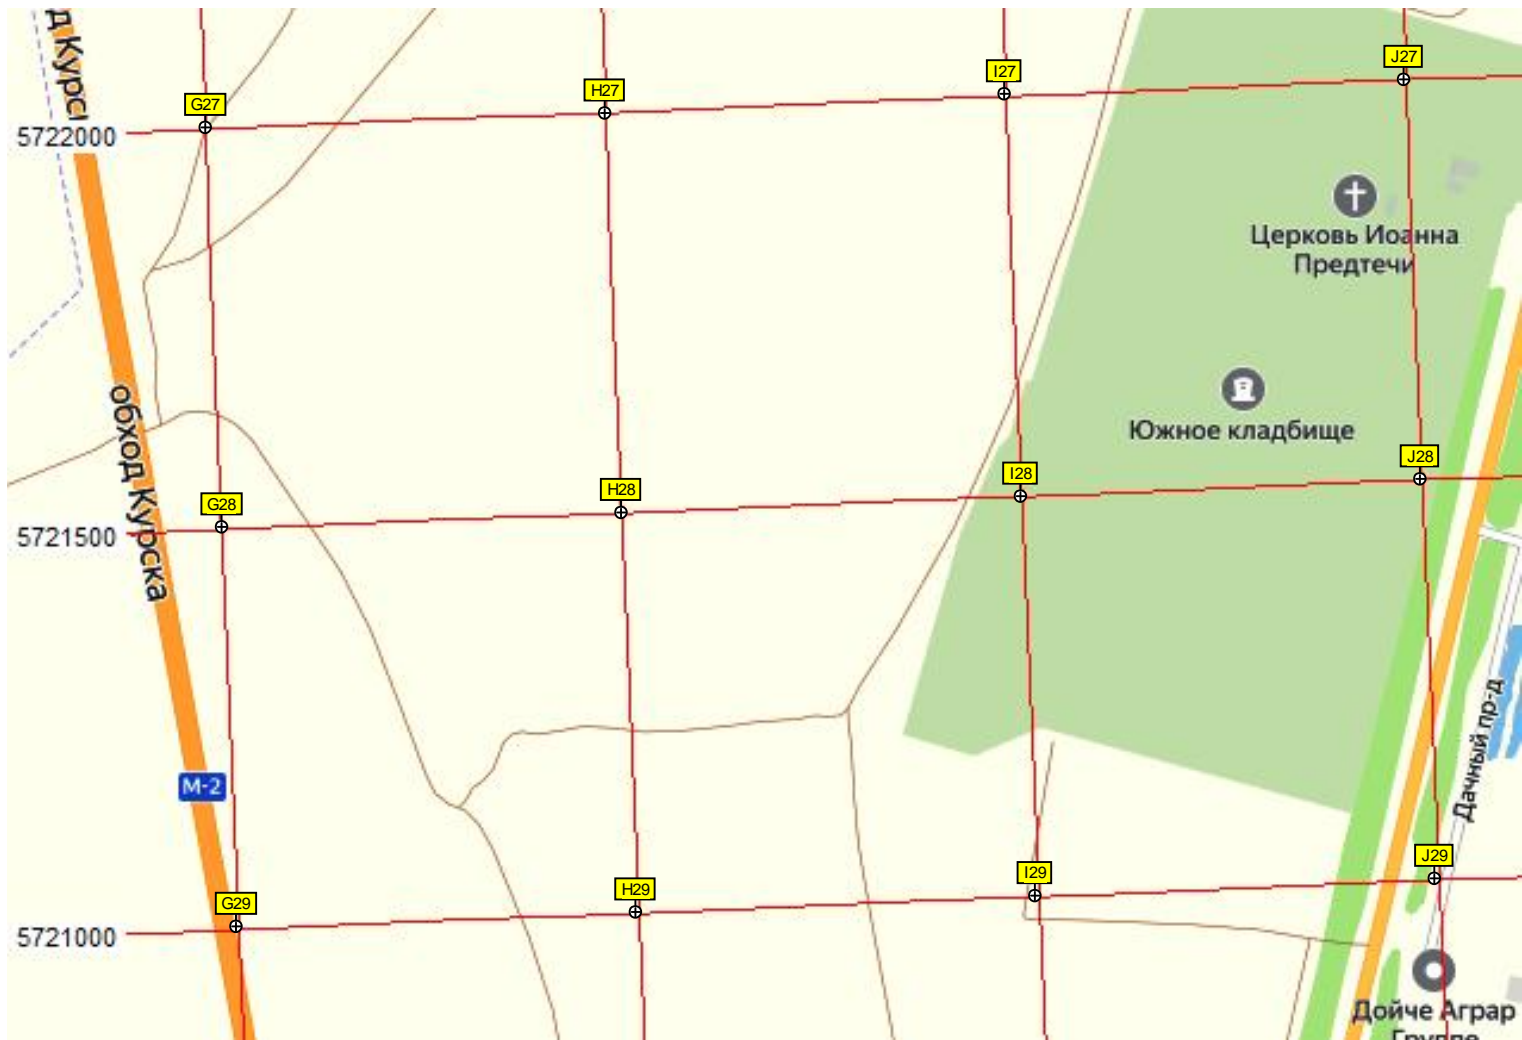 д Курс
G27
H27
I27
J27
5722000
Церковь Иоанна
Предтечи
обход Курска
Южное кладбище
G28
H28
I28
J28
5721500
М-2
Дачный пр-д
G29
H29
I29
J29
5721000
Дойче Аграр
Группе